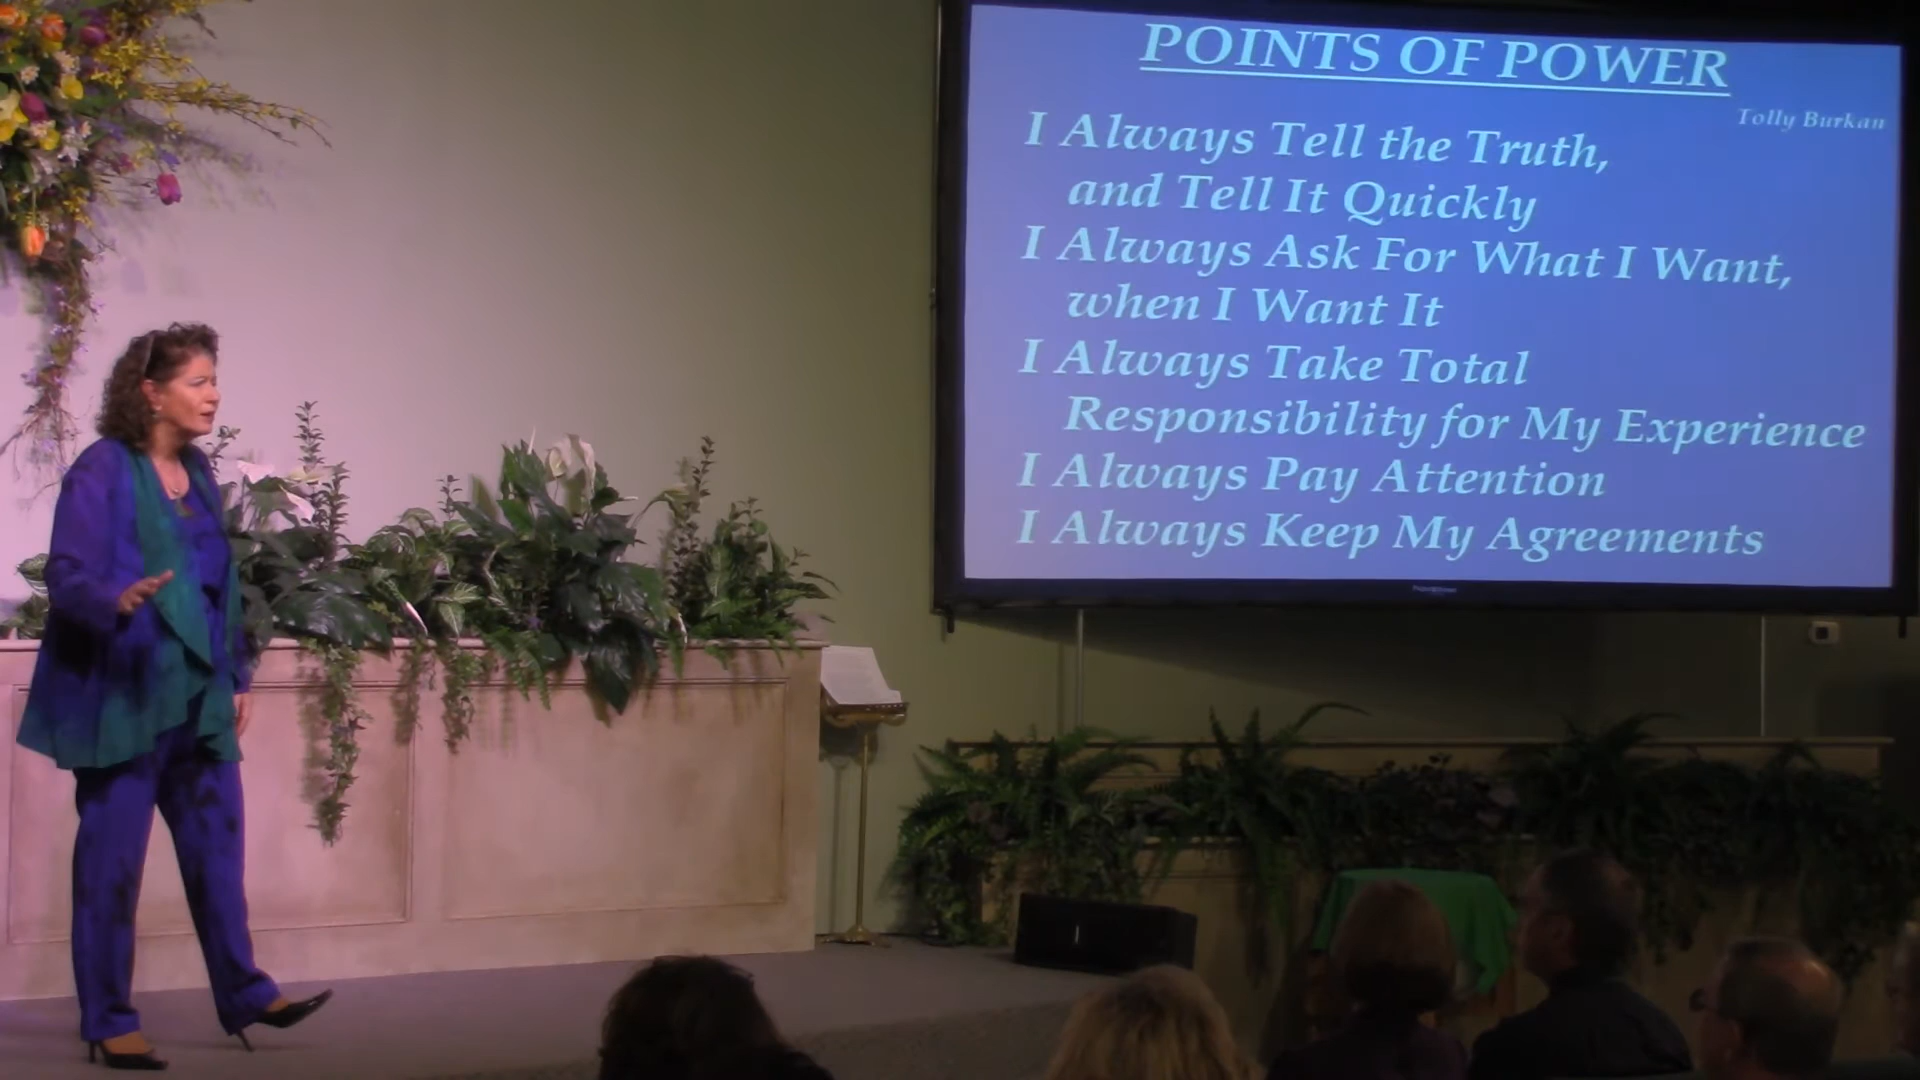 POINTS OF POWER
Tolly Burkan
I Always Tell the Truth,
and Tell It Quickly
I Always Ask For What I Want,
when I Want It
I Always Take Total
Responsibility for My Experience
I Always Pay Attention
I Always Keep My Agreements